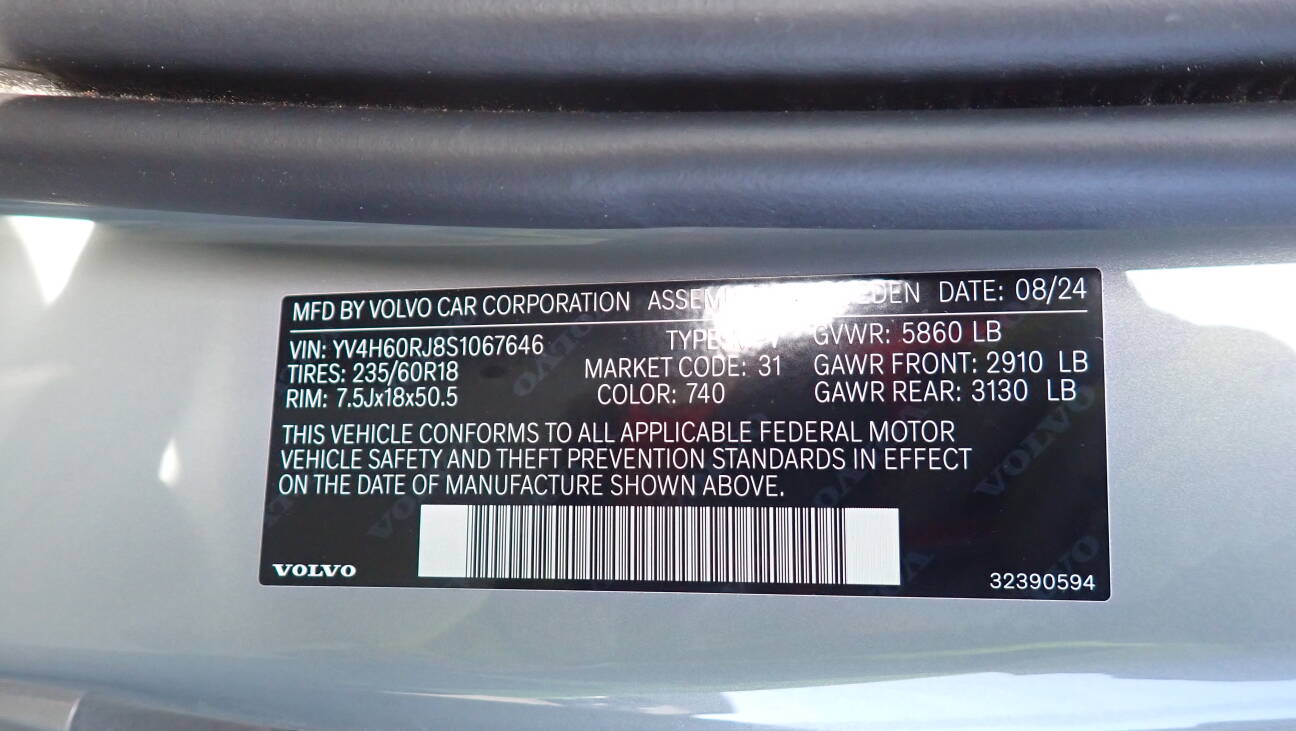 MFD BY VOLVO CAR CORPORATION DATE: 08/24
VIN: YV4H60RJ8S1067646 GVWR: 5860 LB
TIRES: 235/60R18 MARKET CODE: 31 GAWR FRONT: 2910 LB
RIM: 7.5Jx18x50.5 COLOR: 740 GAWR REAR: 3130 LB
THIS VEHICLE CONFORMS TO ALL APPLICABLE FEDERAL MOTOR
VEHICLE SAFETY AND THEFT PREVENTION STANDARDS IN EFFECT
ON THE DATE OF MANUFACTURE SHOWN ABOVE.
VOLVO
32390594